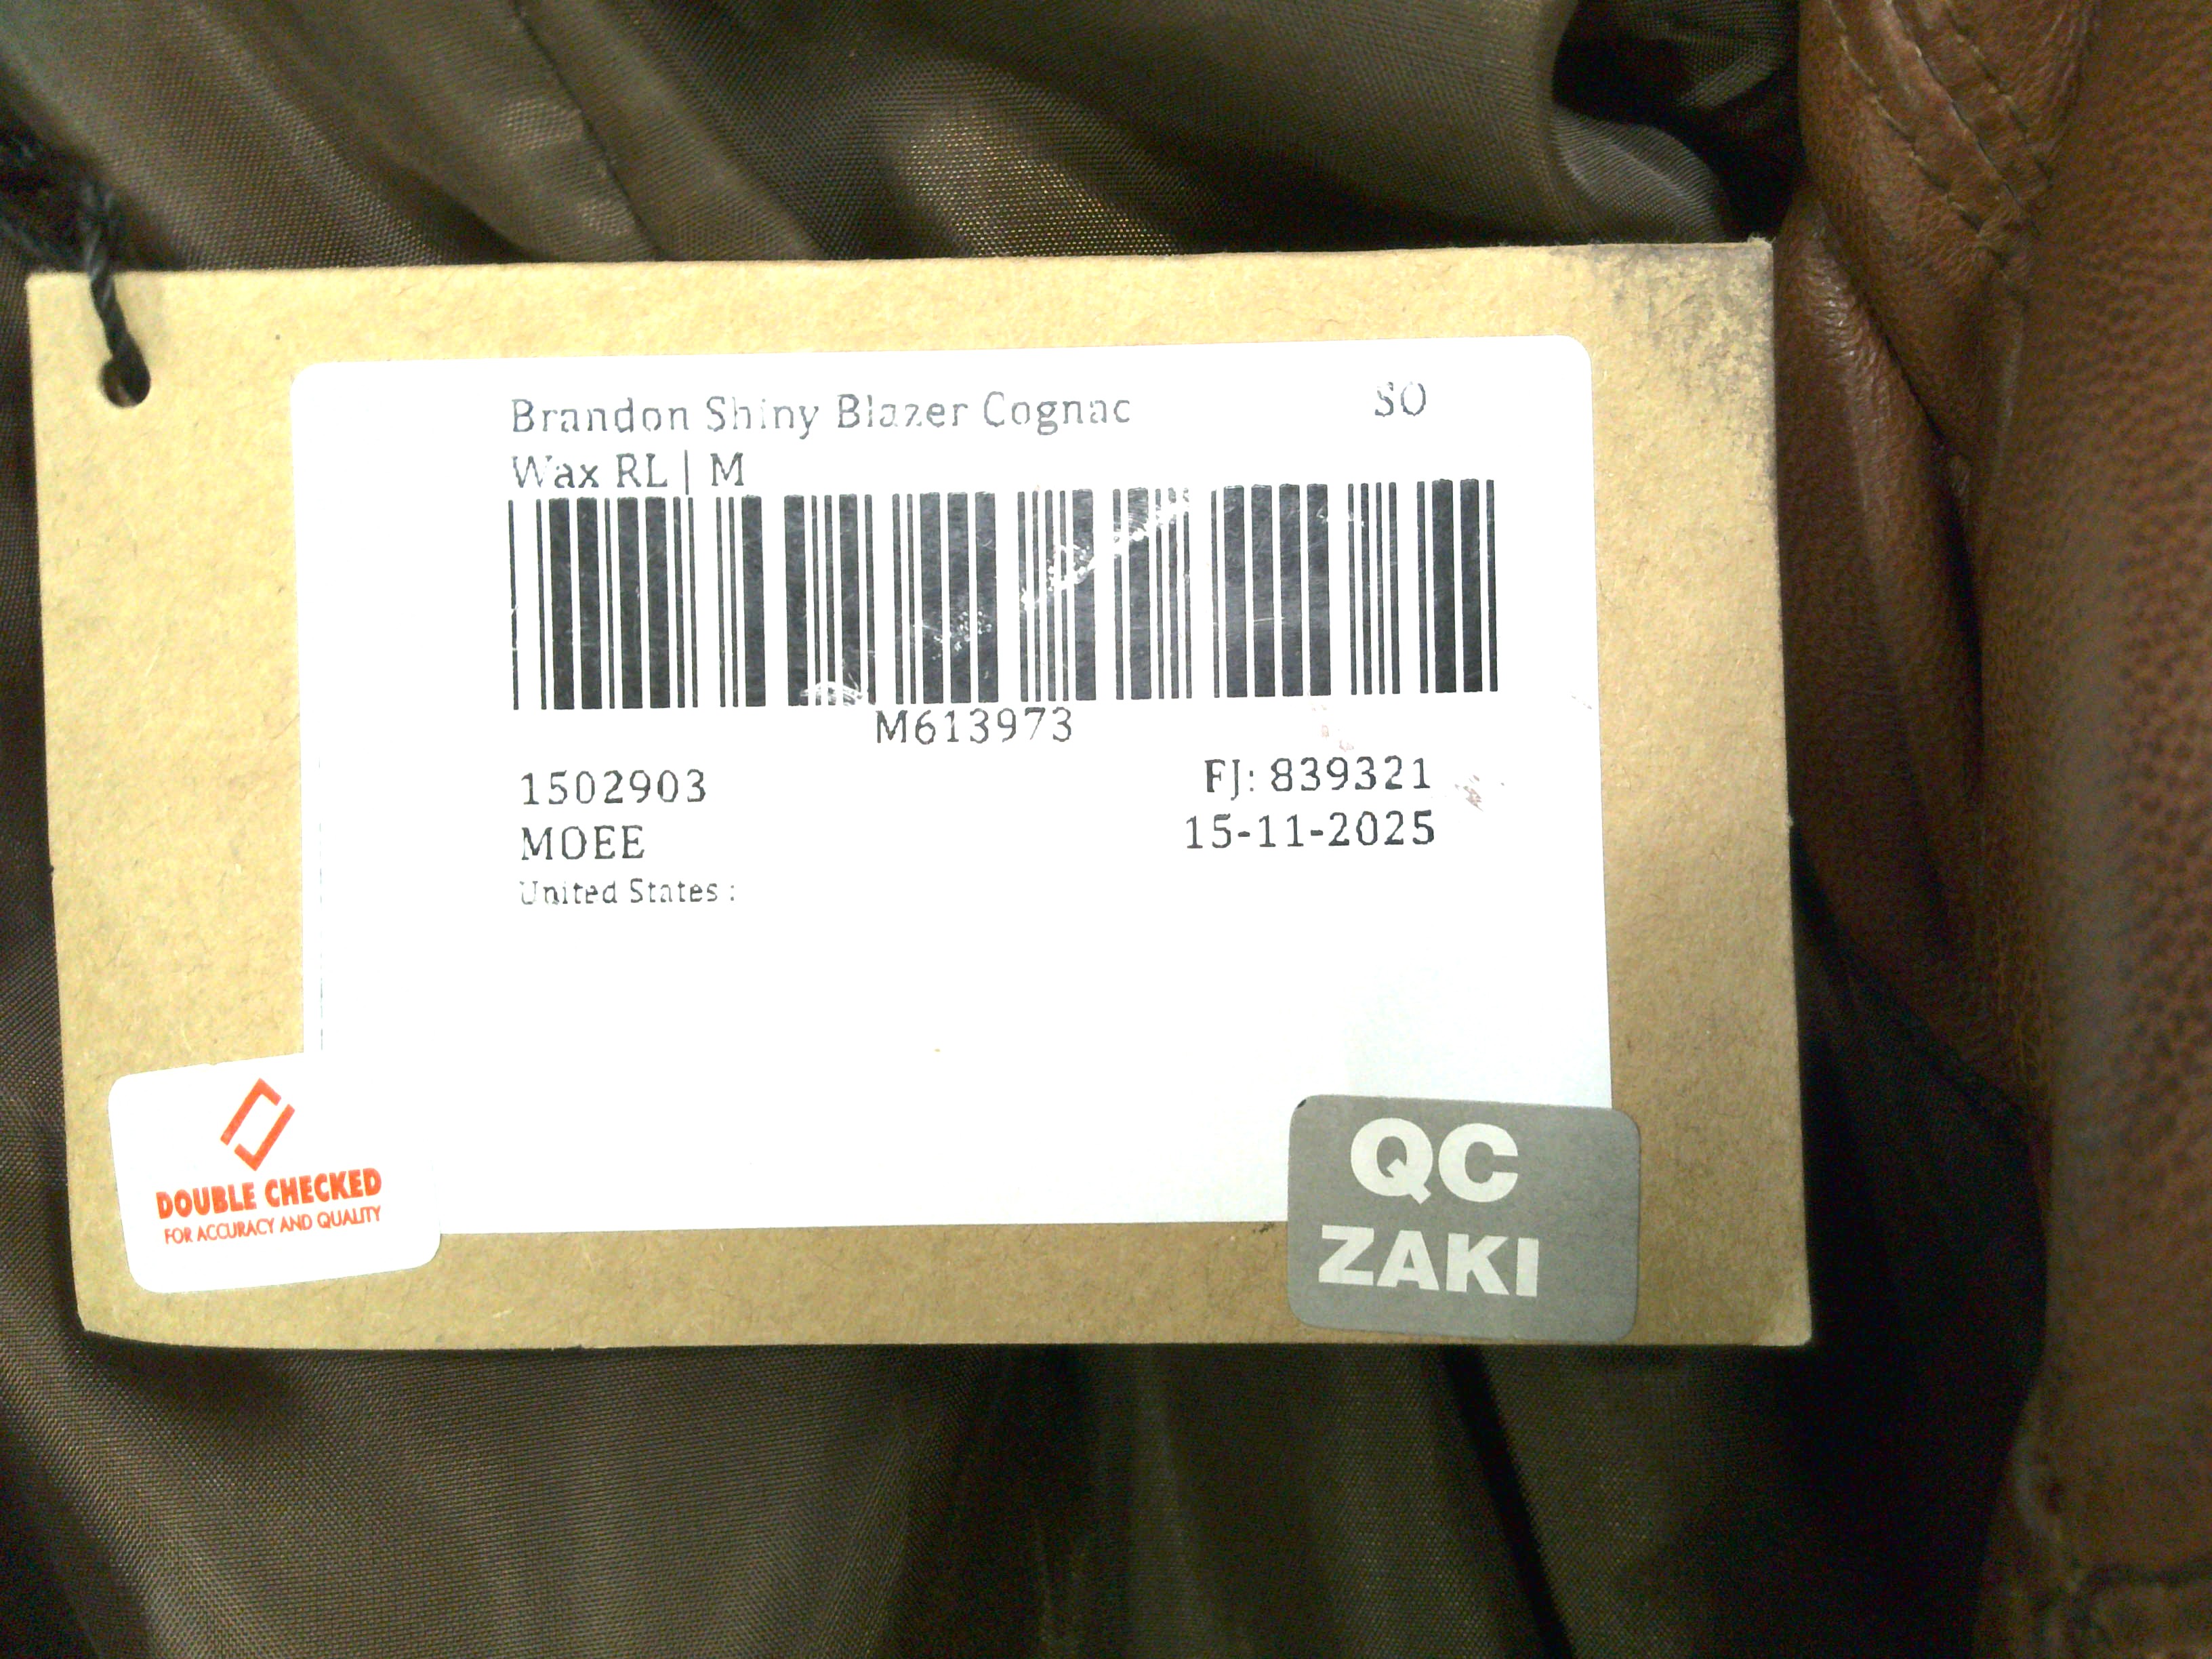 Brandon Shiny Blazer Cognac SO
Wax RL | M
M613973
1502903 FJ: 839321
MOEE 15-11-2025
United States :
DOUBLE CHECKED
FOR ACCURACY AND QUALITY
QC
ZAKI